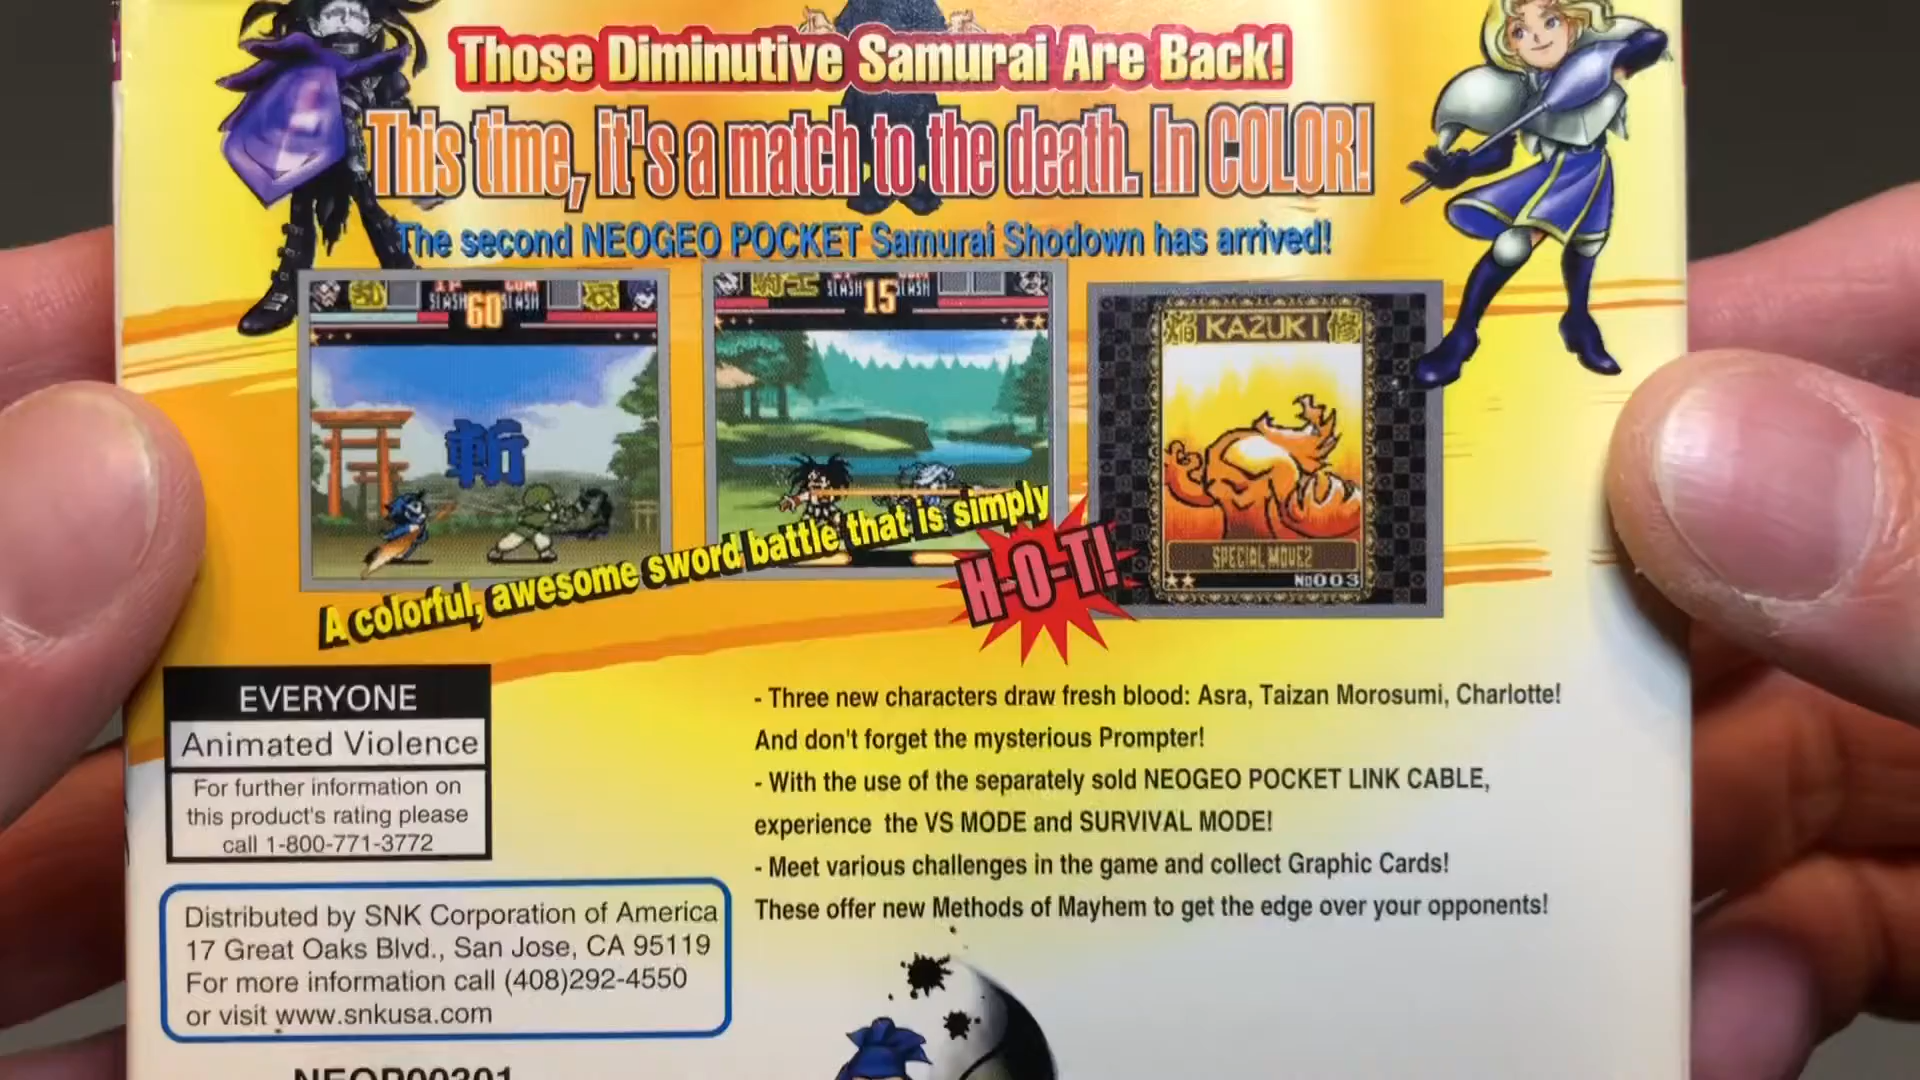 Those Diminutive Samurai Are Back!
This time, it's a match to the death. In COLOR!
The second NEOGEO POCKET Samurai Shodown has arrived!
1P COM
SLASH 60 SLASH
斬
SLASH 15 SLASH
KAZUKI
SPECIAL MOVE2
No003
A colorful, awesome sword battle that is simply
H-O-T!
EVERYONE
Animated Violence
For further information on
this product's rating please
call 1-800-771-3772
- Three new characters draw fresh blood: Asra, Taizan Morosumi, Charlotte!
And don't forget the mysterious Prompter!
- With the use of the separately sold NEOGEO POCKET LINK CABLE,
experience the VS MODE and SURVIVAL MODE!
- Meet various challenges in the game and collect Graphic Cards!
These offer new Methods of Mayhem to get the edge over your opponents!
Distributed by SNK Corporation of America
17 Great Oaks Blvd., San Jose, CA 95119
For more information call (408)292-4550
or visit www.snkusa.com
NEOP00301